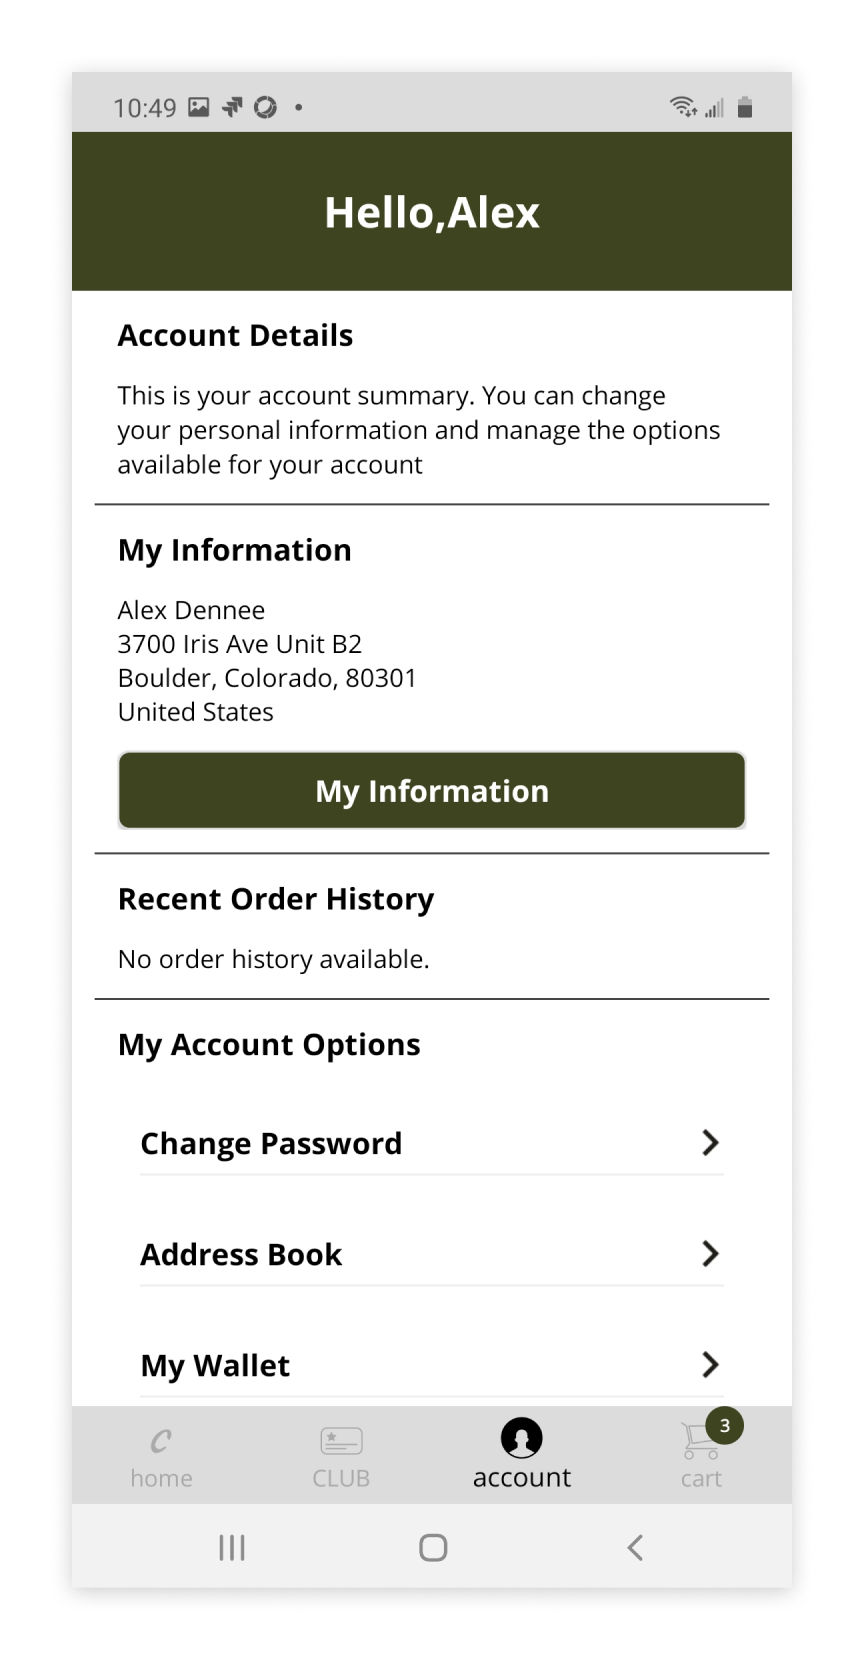 10:49
Hello,Alex
Account Details
This is your account summary. You can change
your personal information and manage the options
available for your account
My Information
Alex Dennee
3700 Iris Ave Unit B2
Boulder, Colorado, 80301
United States
My Information
Recent Order History
No order history available.
My Account Options
Change Password
Address Book
My Wallet
3
home CLUB account cart